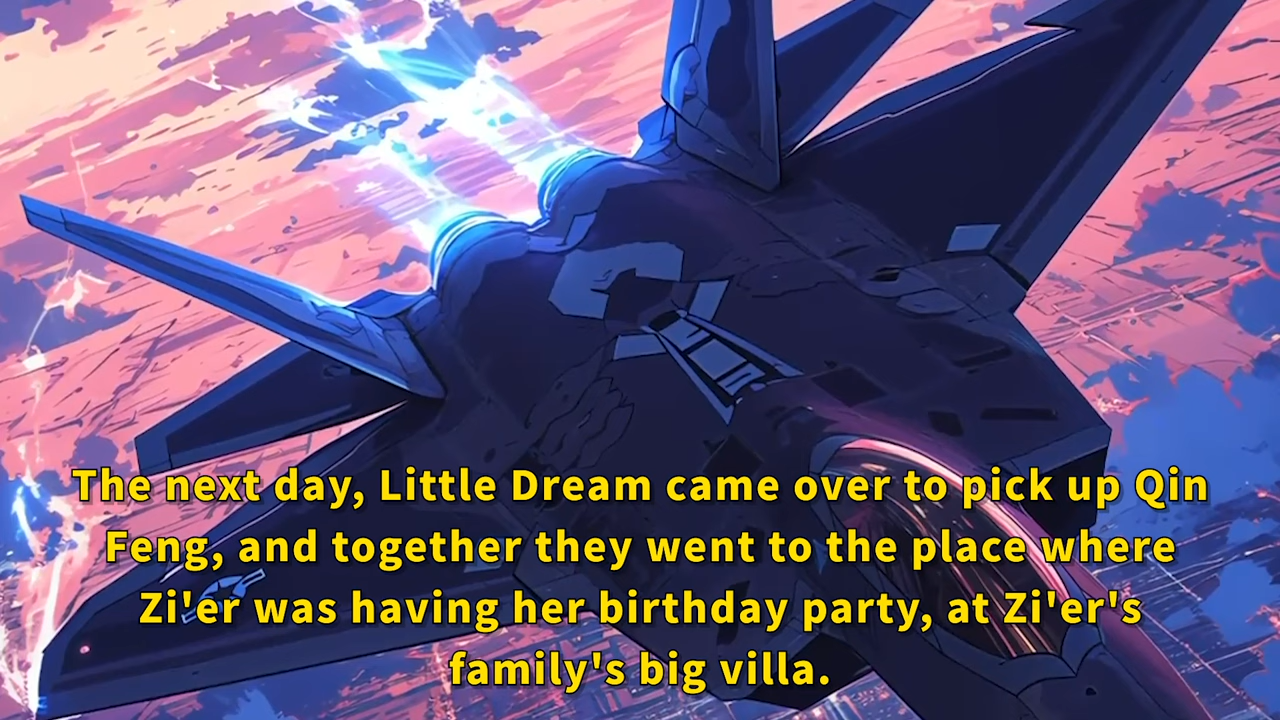 The next day, Little Dream came over to pick up Qin
Feng, and together they went to the place where
Zi'er was having her birthday party, at Zi'er's
family's big villa.